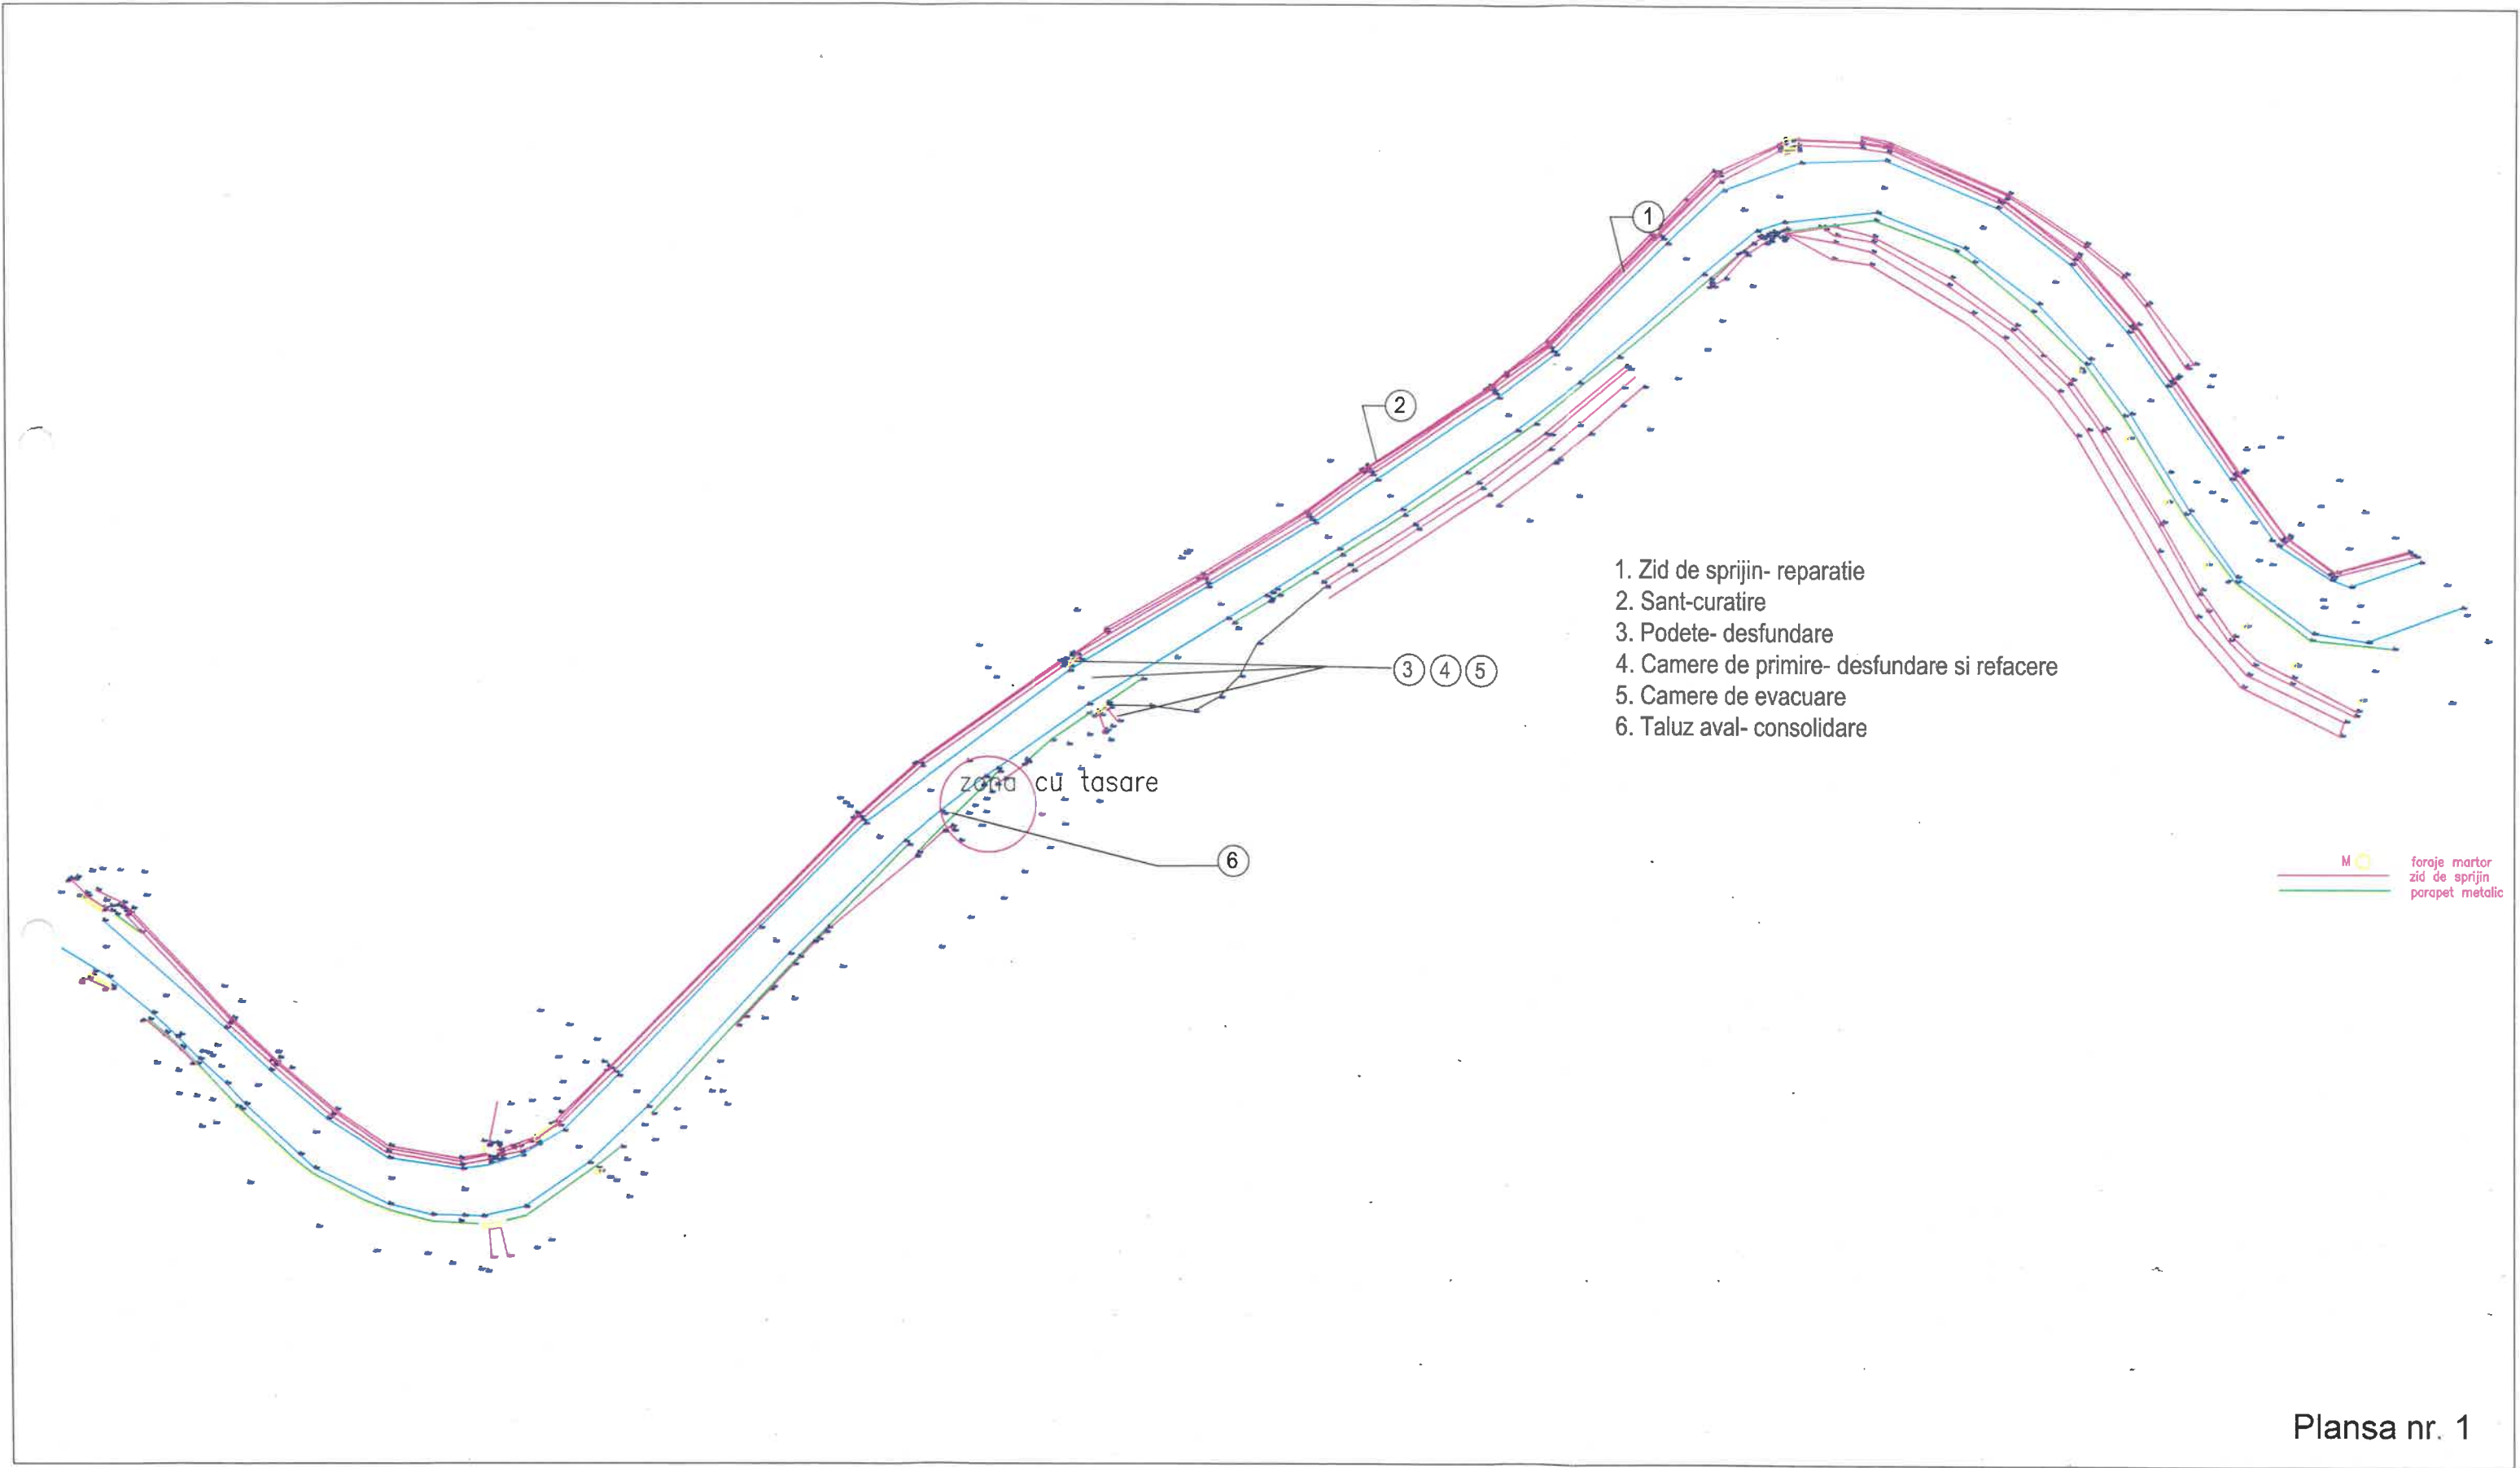 1
2
1. Zid de sprijin- reparatie
2. Sant-curatire
3. Podete- desfundare
4. Camere de primire- desfundare si refacere
5. Camere de evacuare
6. Taluz aval- consolidare
3 4 5
zona cu tasare
6
M foraje martor
zid de sprijin
parapet metalic
Plansa nr. 1